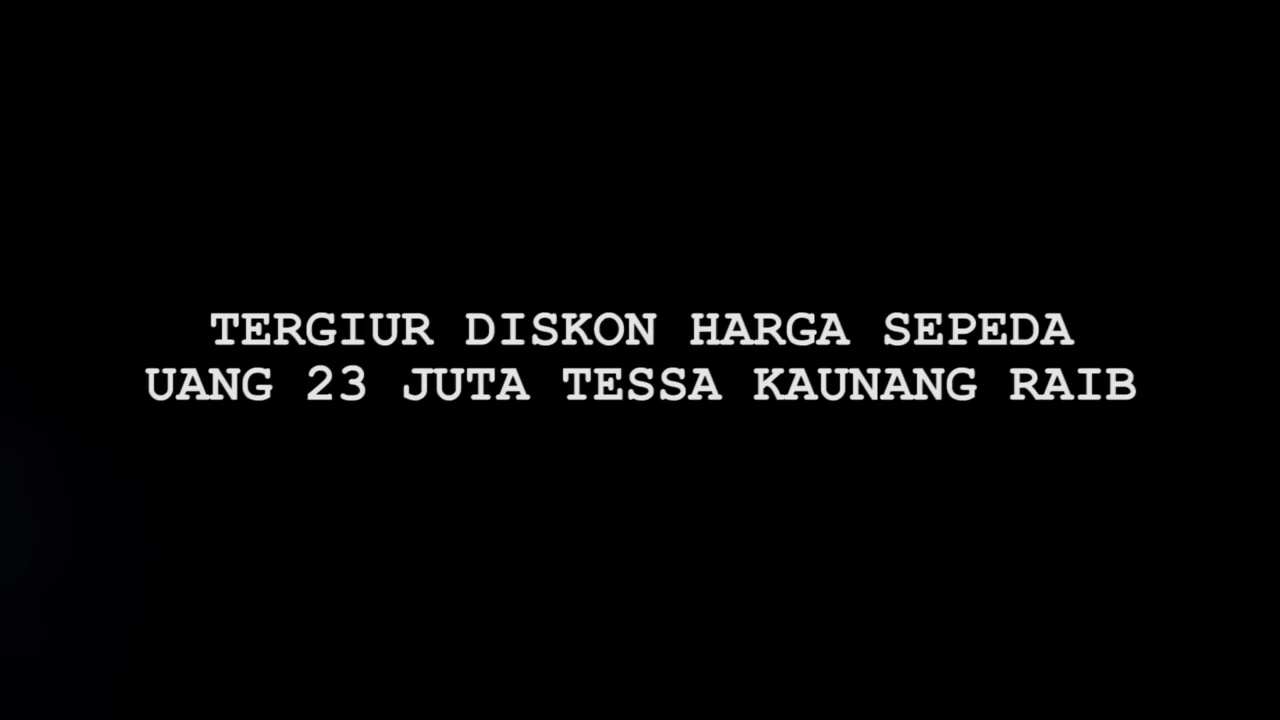 TERGIUR DISKON HARGA SEPEDA
UANG 23 JUTA TESSA KAUNANG RAIB